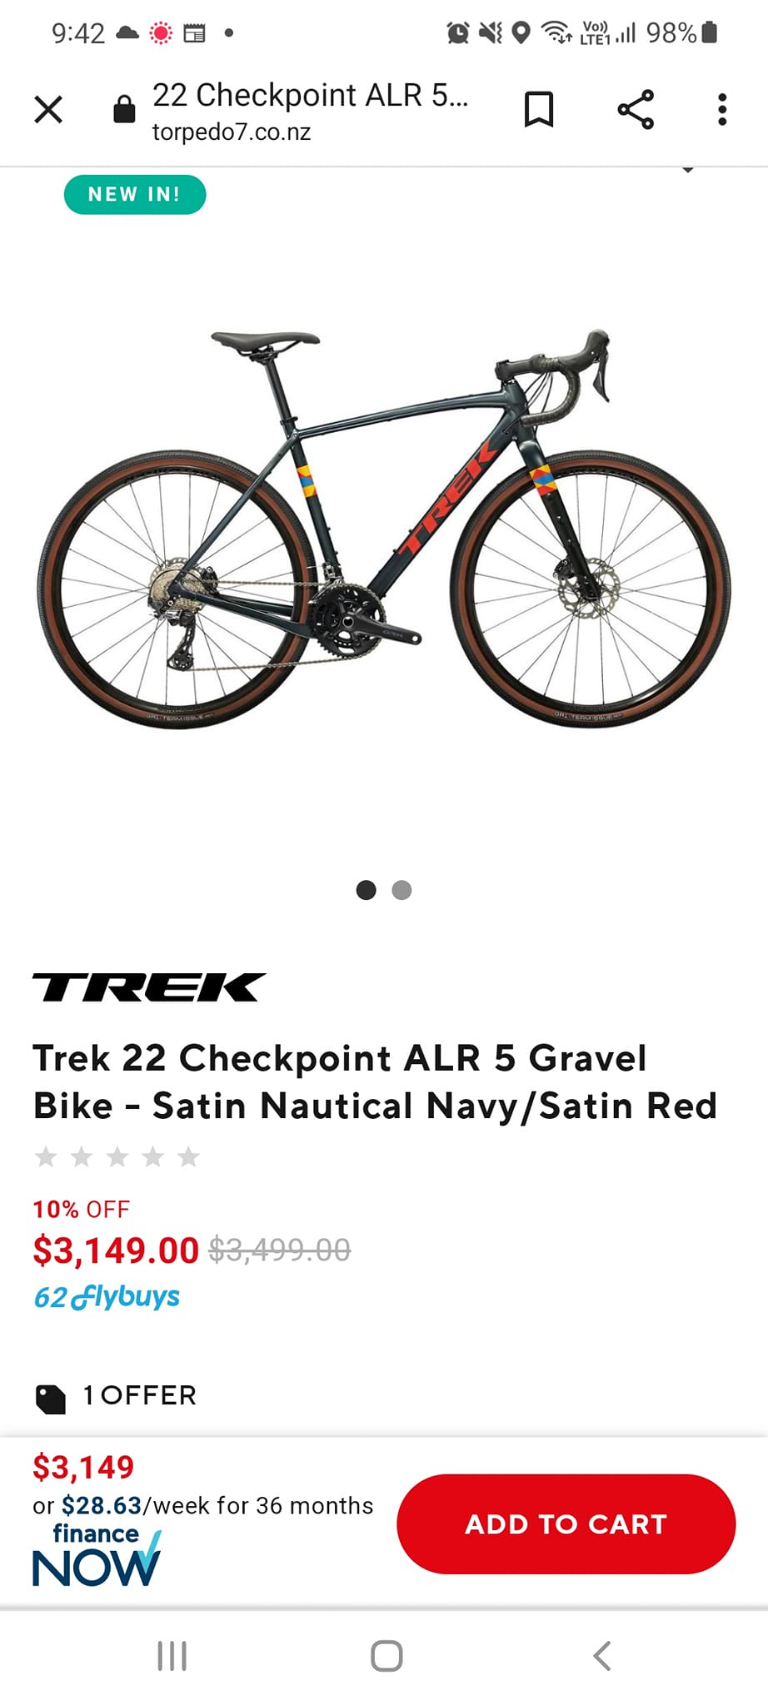 9:42
Vo))
LTE1
98%
22 Checkpoint ALR 5...
torpedo7.co.nz
NEW IN!
TREK
TREK
Trek 22 Checkpoint ALR 5 Gravel
Bike - Satin Nautical Navy/Satin Red
10% OFF
$3,149.00 $3,499.00
62 flybuys
1 OFFER
$3,149
or $28.63/week for 36 months
finance
NOW
ADD TO CART